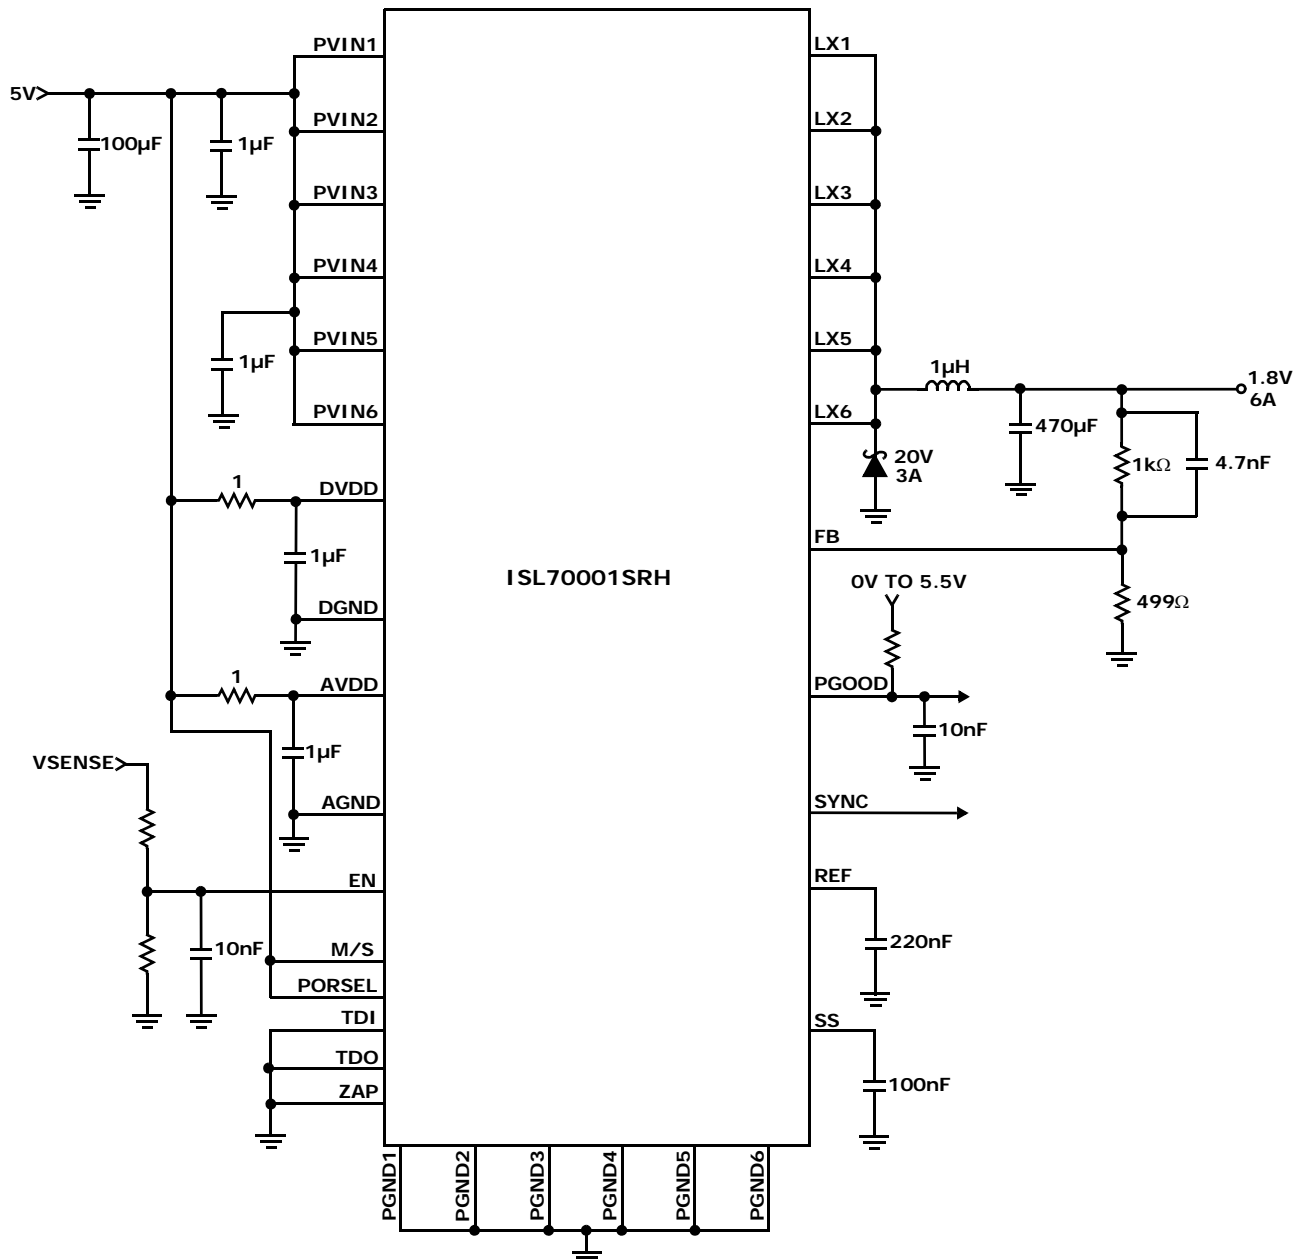 PVIN1
LX1
5V
100µF
1µF
PVIN2
LX2
PVIN3
LX3
PVIN4
LX4
PVIN5
LX5
1µF
1µH
1.8V
6A
PVIN6
LX6
470µF
20V
3A
1kΩ
4.7nF
1
DVDD
FB
1µF
ISL70001SRH
0V TO 5.5V
DGND
499Ω
1
AVDD
PGOOD
10nF
1µF
VSENSE
AGND
SYNC
EN
REF
10nF
M/S
220nF
PORSEL
TDI
SS
TDO
100nF
ZAP
PGND1
PGND2
PGND3
PGND4
PGND5
PGND6